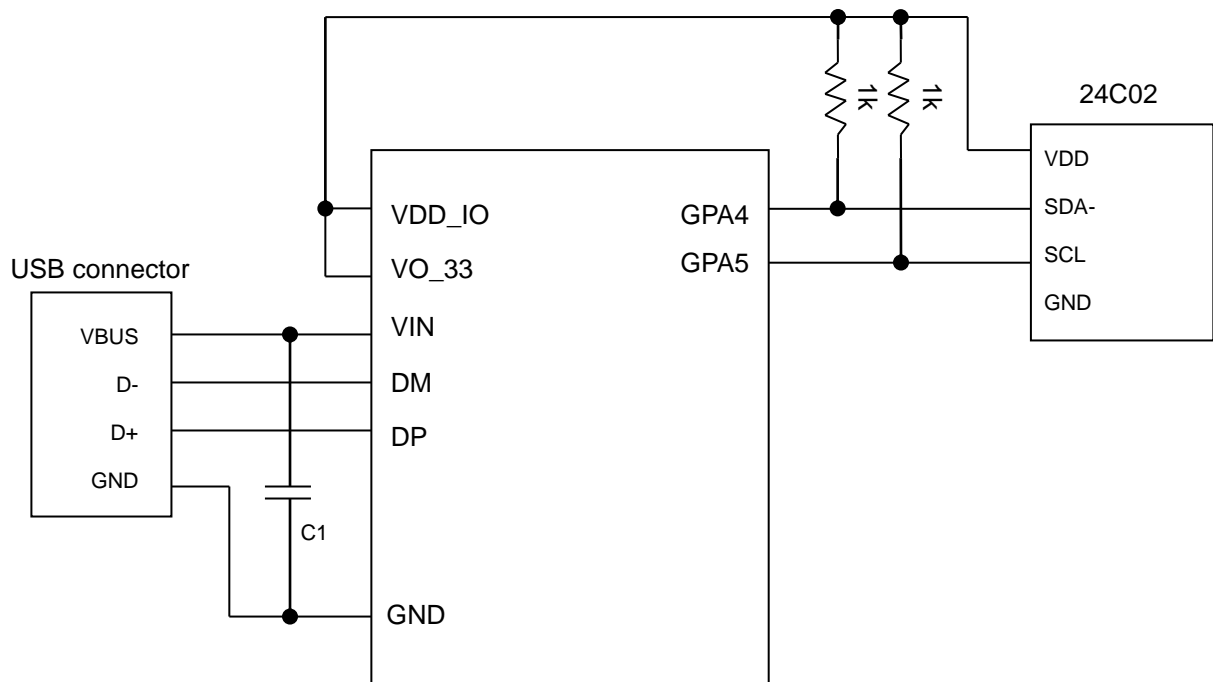 1k
1k
24C02
VDD
SDA-
SCL
GND
VDD_IO
VO_33
VIN
DM
DP
GND
GPA4
GPA5
USB connector
VBUS
D-
D+
GND
C1